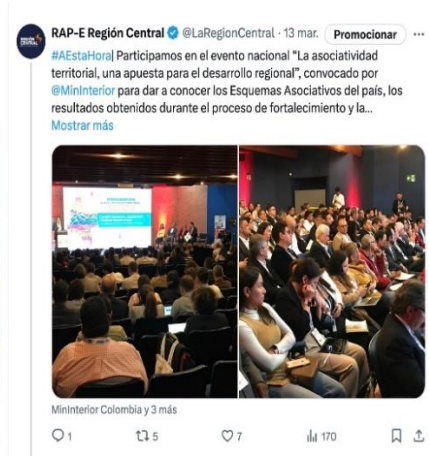 RAP-E Región Central @LaRegionCentral · 13 mar. Promocionar
#AEstaHora| Participamos en el evento nacional “La asociatividad
territorial, una apuesta para el desarrollo regional”, convocado por
@MinInterior para dar a conocer los Esquemas Asociativos del país, los
resultados obtenidos durante el proceso de fortalecimiento y la...
Mostrar más
MinInterior Colombia y 3 más
1 5 7 170